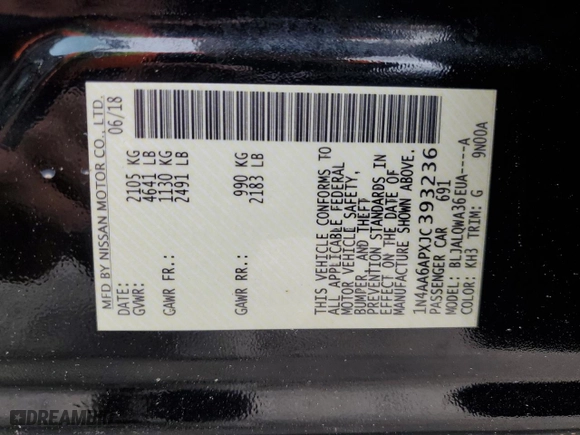 MFD BY NISSAN MOTOR CO., LTD.
DATE: 06/18
GVWR: 2105 KG
4641 LB
GAWR FR.: 1130 KG
2491 LB
GAWR RR.: 990 KG
2183 LB
THIS VEHICLE CONFORMS TO
ALL APPLICABLE FEDERAL
MOTOR VEHICLE SAFETY,
BUMPER, AND THEFT
PREVENTION STANDARDS IN
EFFECT ON THE DATE OF
MANUFACTURE SHOWN ABOVE.
1N4AA6APXJC393236
PASSENGER CAR 691
MODEL: BLJALOWA36EUA----A
COLOR: KH3 TRIM: G 9N00A